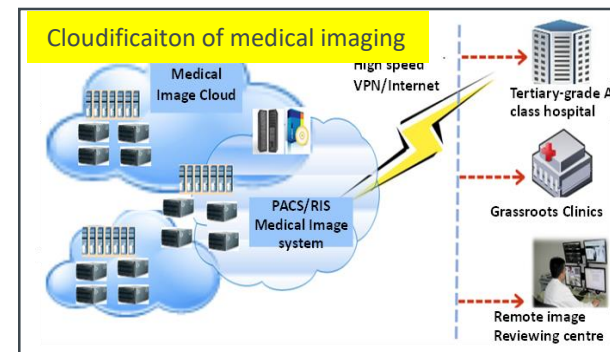 Cloudificaiton of medical imaging
Medical
Image Cloud
High speed
VPN/Internet
PACS/RIS
Medical Image
system
Tertiary-grade A
class hospital
Grassroots Clinics
Remote image
Reviewing centre